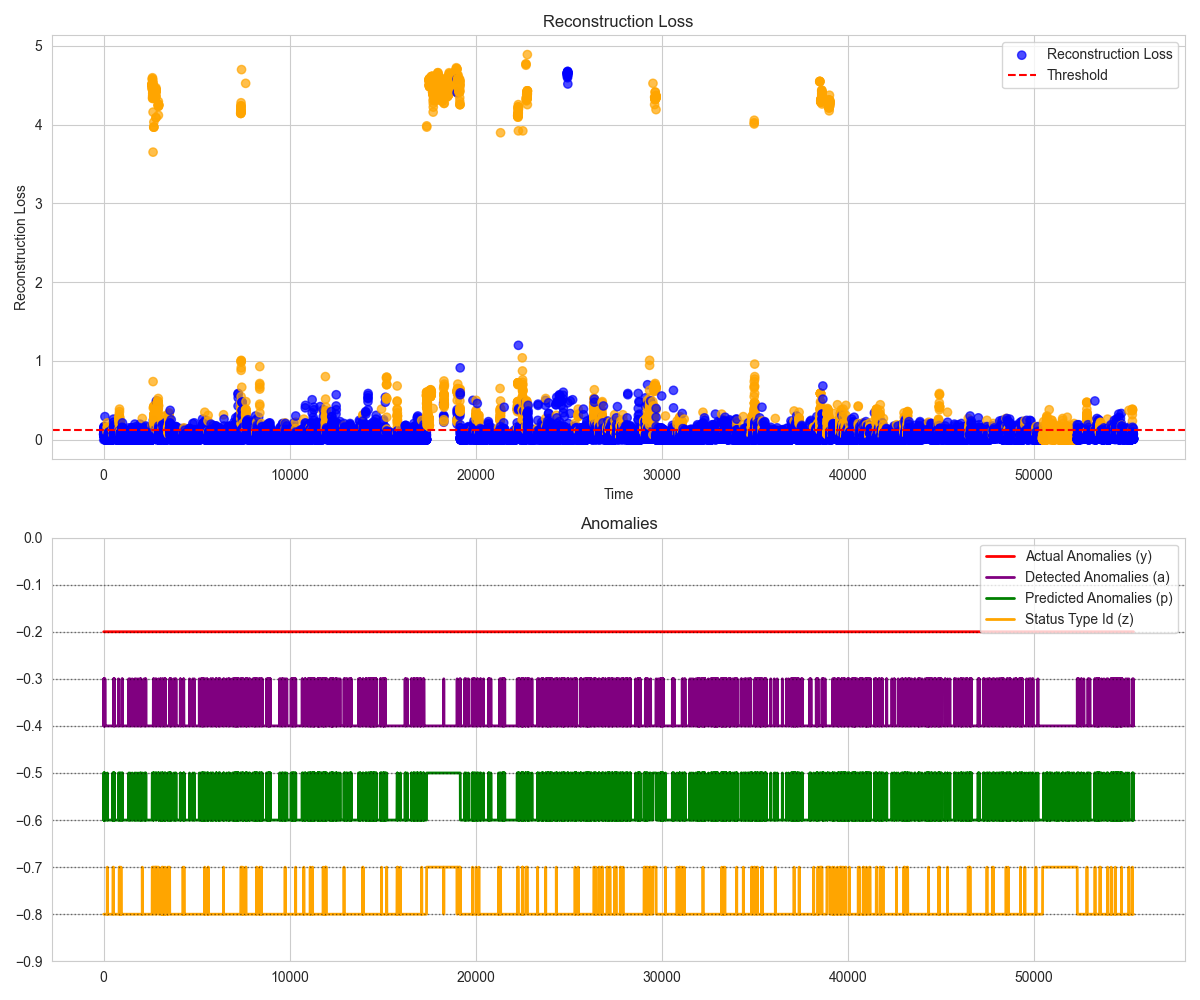 Reconstruction Loss
5
4
3
2
1
0
Reconstruction Loss
Reconstruction Loss
Threshold
0 10000 20000 30000 40000 50000
Time
Anomalies
0.0
−0.1
−0.2
−0.3
−0.4
−0.5
−0.6
−0.7
−0.8
−0.9
Actual Anomalies (y)
Detected Anomalies (a)
Predicted Anomalies (p)
Status Type Id (z)
0 10000 20000 30000 40000 50000